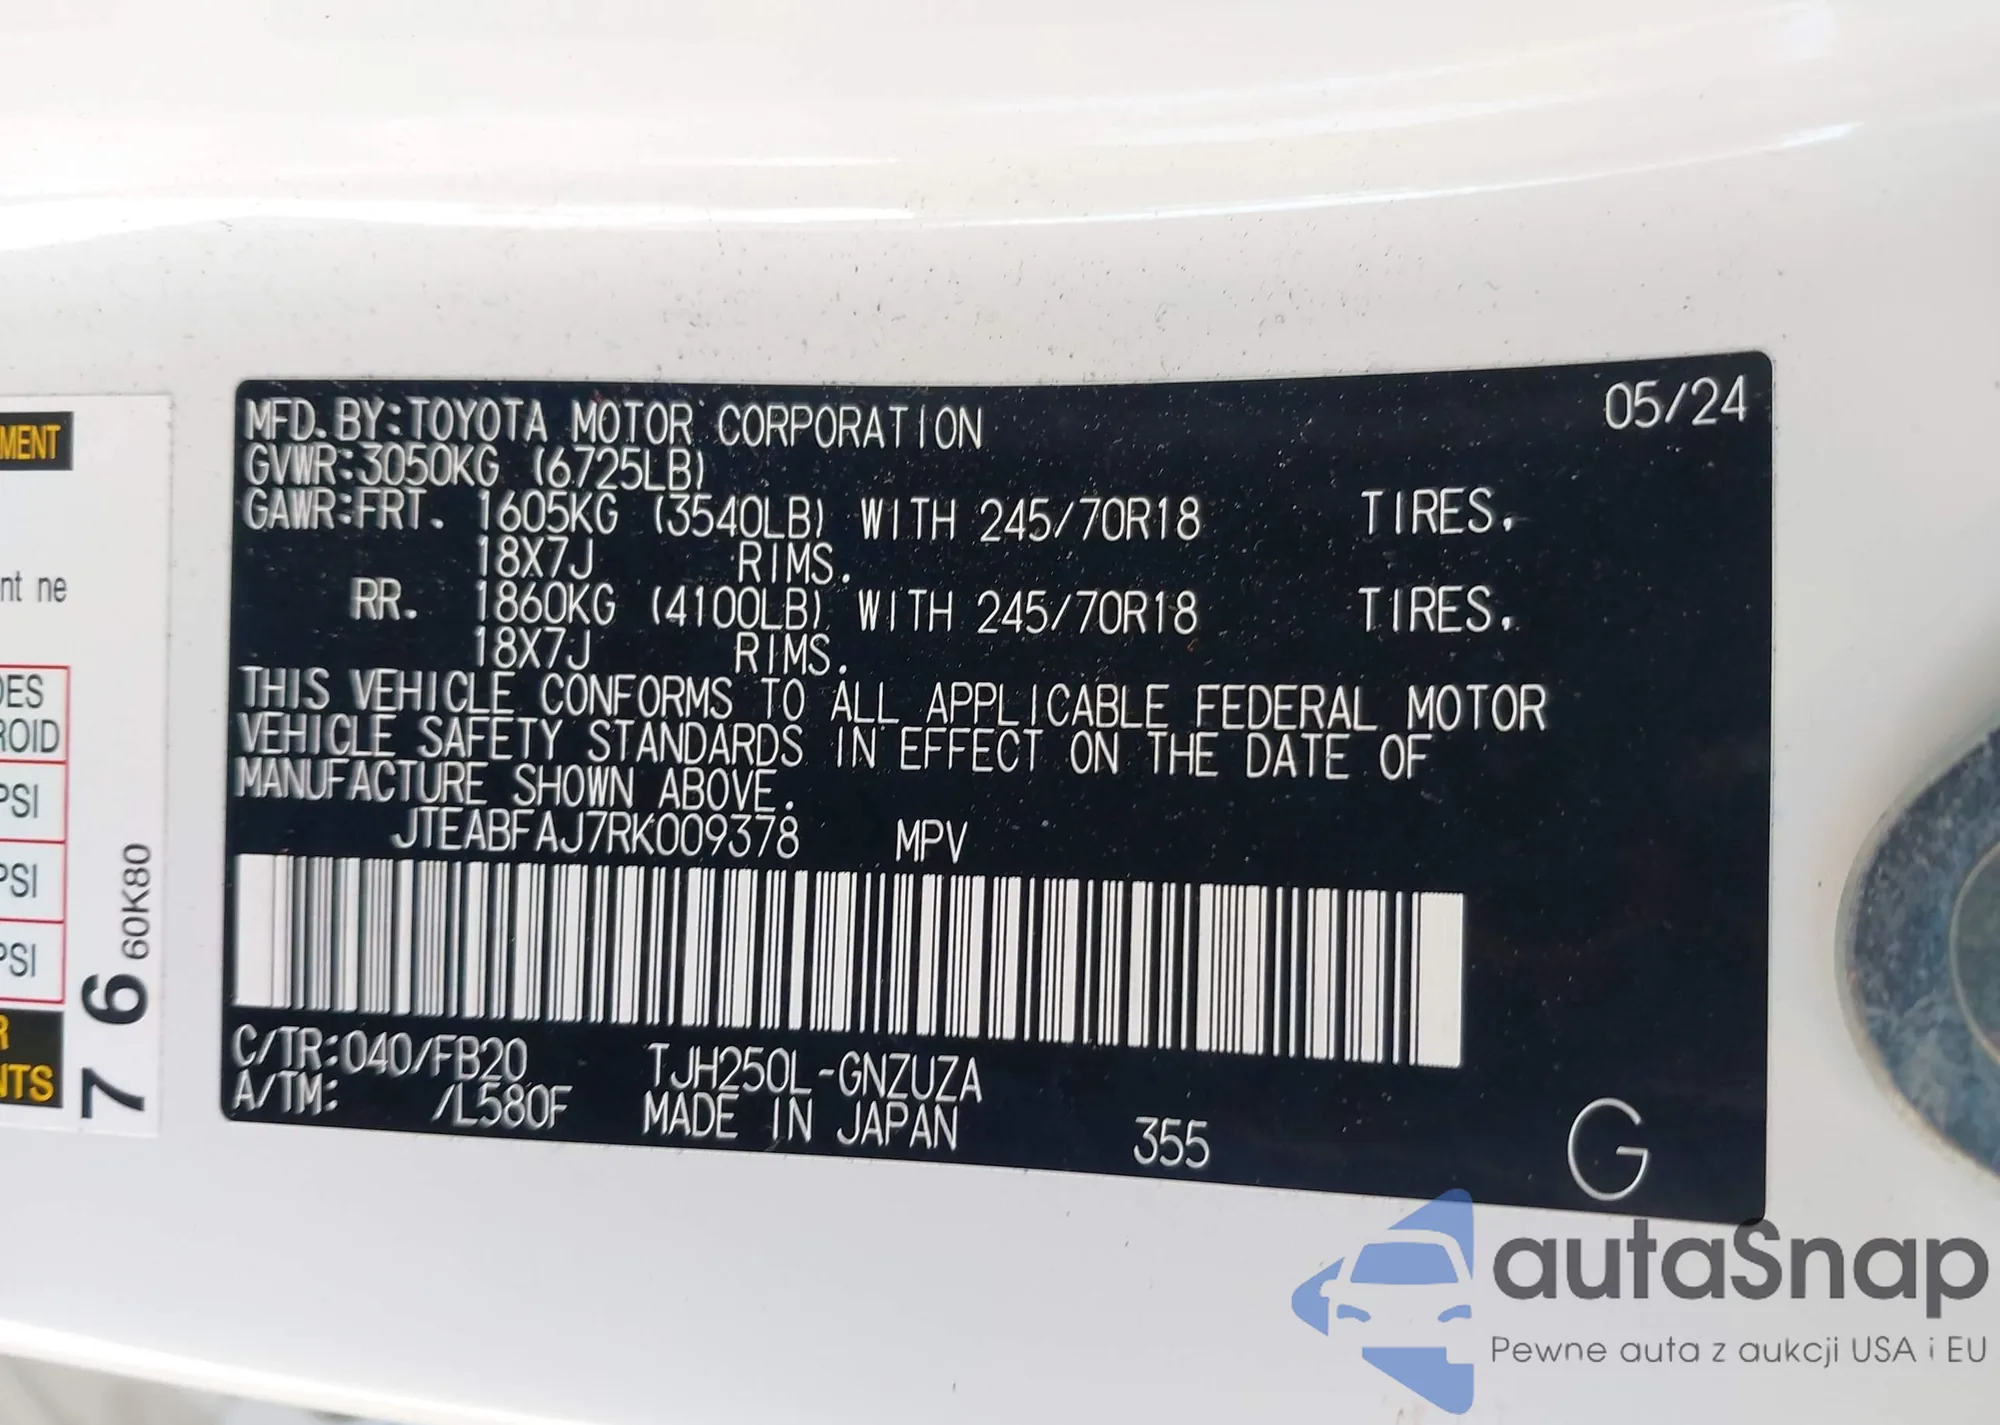 MFD. BY:TOYOTA MOTOR CORPORATION 05/24
GVWR:3050KG (6725LB)
GAWR:FRT. 1605KG (3540LB) WITH 245/70R18 TIRES.
18X7J RIMS.
RR. 1860KG (4100LB) WITH 245/70R18 TIRES.
18X7J RIMS.
THIS VEHICLE CONFORMS TO ALL APPLICABLE FEDERAL MOTOR
VEHICLE SAFETY STANDARDS IN EFFECT ON THE DATE OF
MANUFACTURE SHOWN ABOVE.
JTEABFAJ7RK009378 MPV
C/TR:040/FB20 TJH250L-GNZUZA
A/TM: /L580F MADE IN JAPAN 355 G
MENT
nt ne
DES
ROID
PSI
PSI
PSI
R
NTS
76 60K80
autaSnap
Pewne auta z aukcji USA i EU